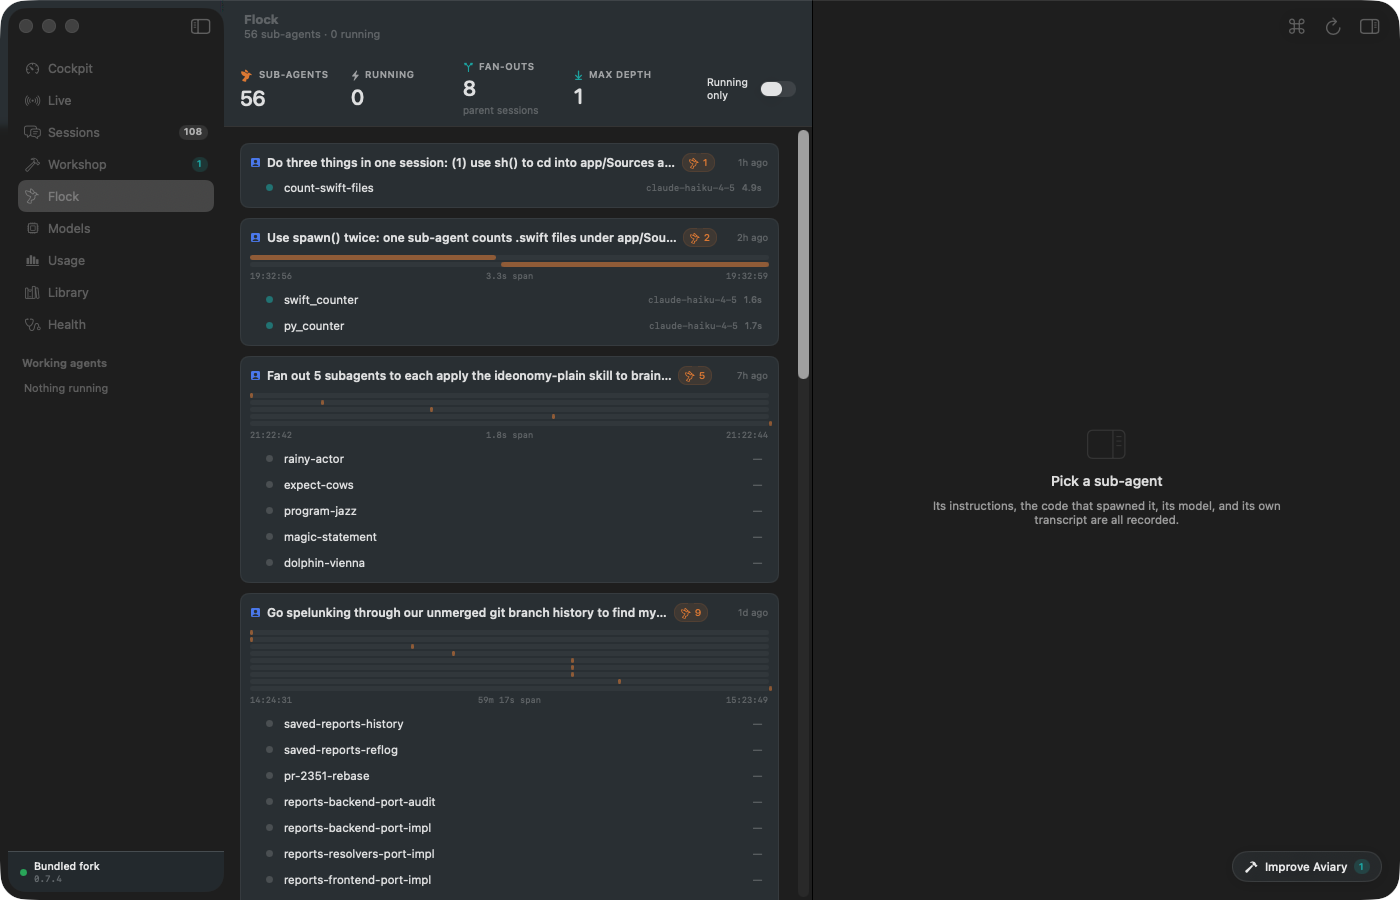 Flock
56 sub-agents · 0 running
Cockpit
Live
Sessions 108
Workshop 1
Flock
Models
Usage
Library
Health
Working agents
Nothing running
Bundled fork
0.7.4
SUB-AGENTS
56
RUNNING
0
FAN-OUTS
8
parent sessions
MAX DEPTH
1
Running
only
Do three things in one session: (1) use sh() to cd into app/Sources a... 1 1h ago
count-swift-files claude-haiku-4-5 4.9s
Use spawn() twice: one sub-agent counts .swift files under app/Sou... 2 2h ago
19:32:56 3.3s span 19:32:59
swift_counter claude-haiku-4-5 1.6s
py_counter claude-haiku-4-5 1.7s
Fan out 5 subagents to each apply the ideonomy-plain skill to brain... 5 7h ago
21:22:42 1.8s span 21:22:44
rainy-actor —
expect-cows —
program-jazz —
magic-statement —
dolphin-vienna —
Go spelunking through our unmerged git branch history to find my... 9 1d ago
14:24:31 59m 17s span 15:23:49
saved-reports-history —
saved-reports-reflog —
pr-2351-rebase —
reports-backend-port-audit —
reports-backend-port-impl —
reports-resolvers-port-impl —
reports-frontend-port-impl —
Pick a sub-agent
Its instructions, the code that spawned it, its model, and its own
transcript are all recorded.
Improve Aviary 1